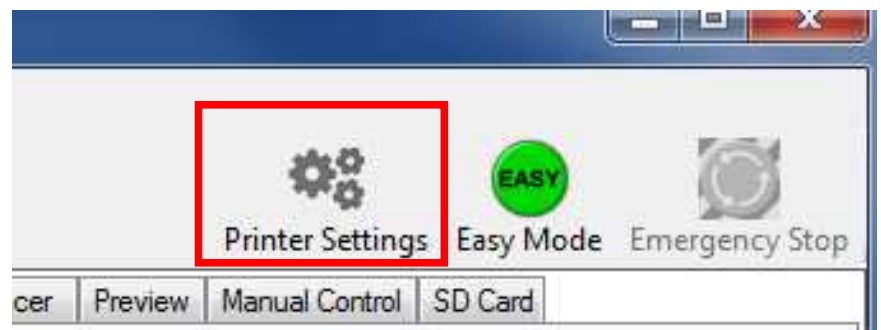 EASY
Printer Settings Easy Mode Emergency Stop
Preview Manual Control SD Card